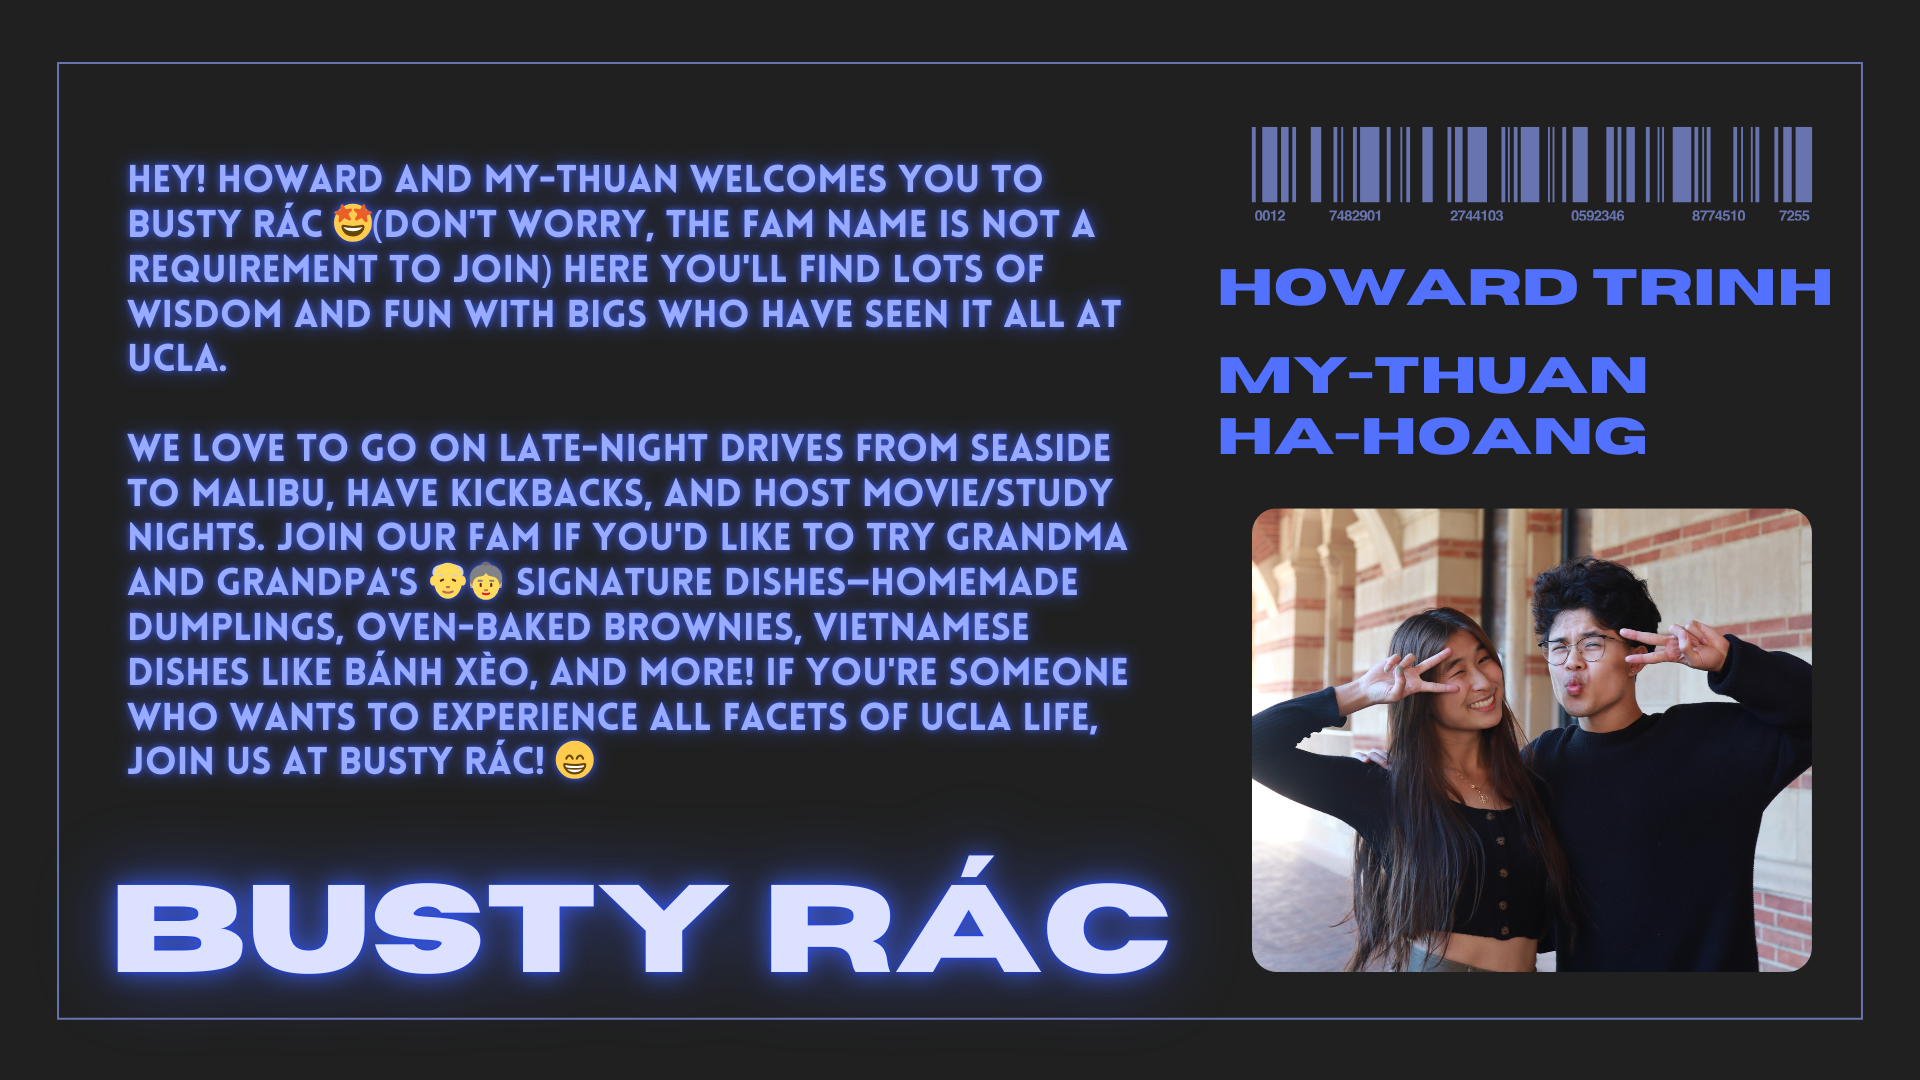 HEY! HOWARD AND MY-THUAN WELCOMES YOU TO
BUSTY RÁC 🤩(DON'T WORRY, THE FAM NAME IS NOT A
REQUIREMENT TO JOIN) HERE YOU'LL FIND LOTS OF
WISDOM AND FUN WITH BIGS WHO HAVE SEEN IT ALL AT
UCLA.
WE LOVE TO GO ON LATE-NIGHT DRIVES FROM SEASIDE
TO MALIBU, HAVE KICKBACKS, AND HOST MOVIE/STUDY
NIGHTS. JOIN OUR FAM IF YOU'D LIKE TO TRY GRANDMA
AND GRANDPA'S 👴👵 SIGNATURE DISHES—HOMEMADE
DUMPLINGS, OVEN-BAKED BROWNIES, VIETNAMESE
DISHES LIKE BÁNH XÈO, AND MORE! IF YOU'RE SOMEONE
WHO WANTS TO EXPERIENCE ALL FACETS OF UCLA LIFE,
JOIN US AT BUSTY RÁC! 😁
BUSTY RÁC
0012 7482901 2744103 0592346 8774510 7255
HOWARD TRINH
MY-THUAN
HA-HOANG